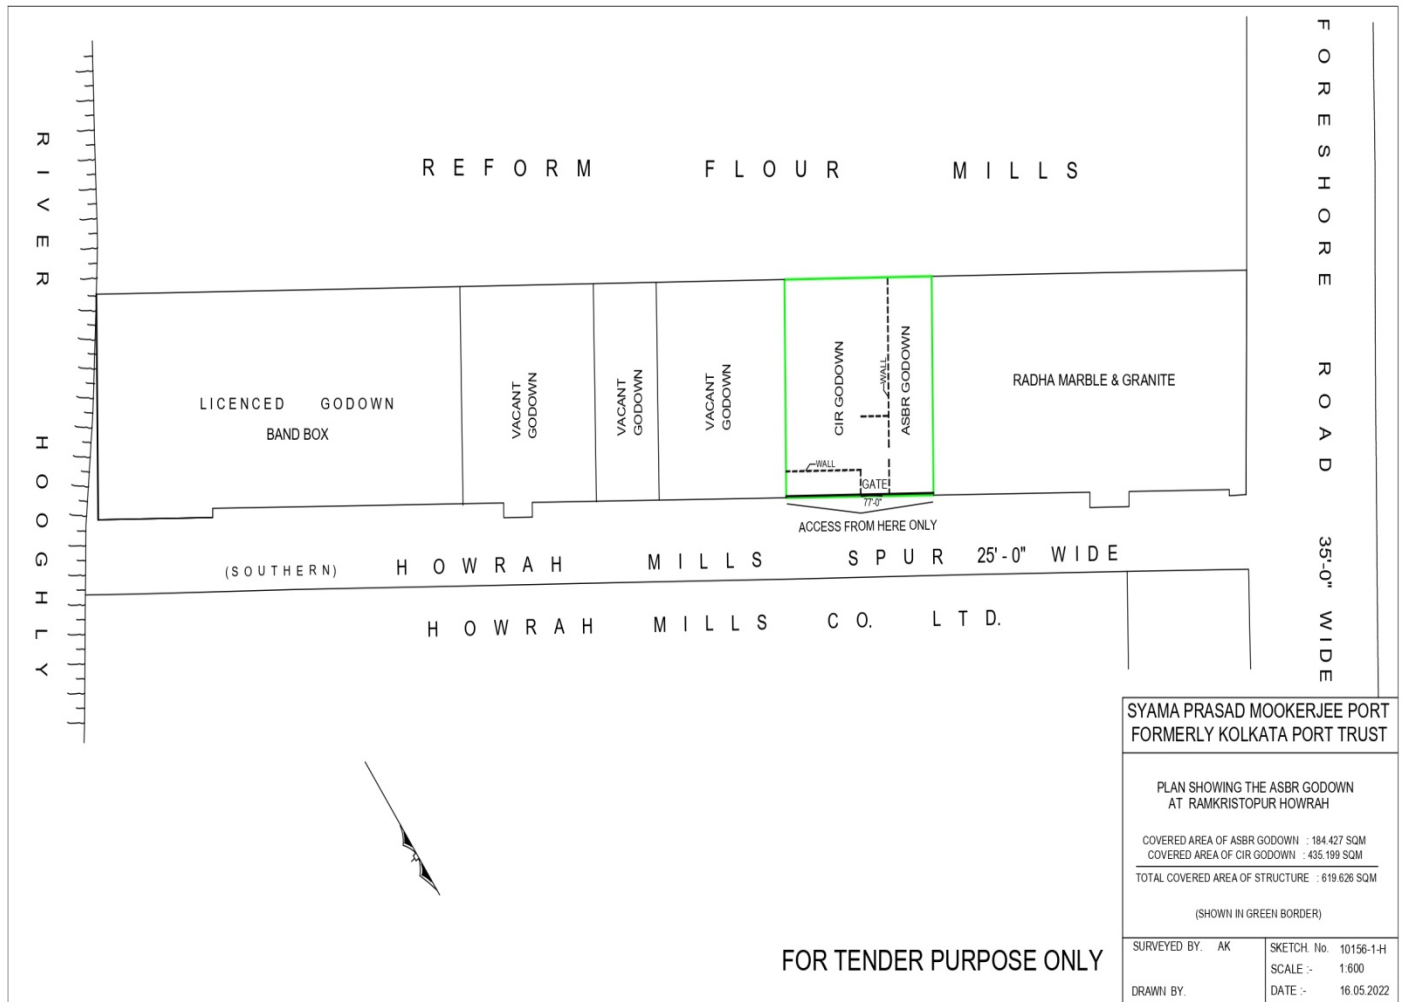 RIVER HOOGHLY
REFORM FLOUR MILLS
FORESHORE ROAD 35'-0" WIDE
LICENCED GODOWN
BAND BOX
VACANT
GODOWN
VACANT
GODOWN
VACANT
GODOWN
CIR GODOWN
WALL
ASBR GODOWN
WALL
GATE
77'-0"
RADHA MARBLE & GRANITE
ACCESS FROM HERE ONLY
(SOUTHERN) HOWRAH MILLS SPUR 25'-0" WIDE
HOWRAH MILLS CO. LTD.
SYAMA PRASAD MOOKERJEE PORT
FORMERLY KOLKATA PORT TRUST
PLAN SHOWING THE ASBR GODOWN
AT RAMKRISTOPUR HOWRAH
COVERED AREA OF ASBR GODOWN : 184.427 SQM
COVERED AREA OF CIR GODOWN : 435.199 SQM
TOTAL COVERED AREA OF STRUCTURE : 619.626 SQM
(SHOWN IN GREEN BORDER)
SURVEYED BY. AK
DRAWN BY.
SKETCH. No. 10156-1-H
SCALE :- 1:600
DATE :- 16.05.2022
FOR TENDER PURPOSE ONLY